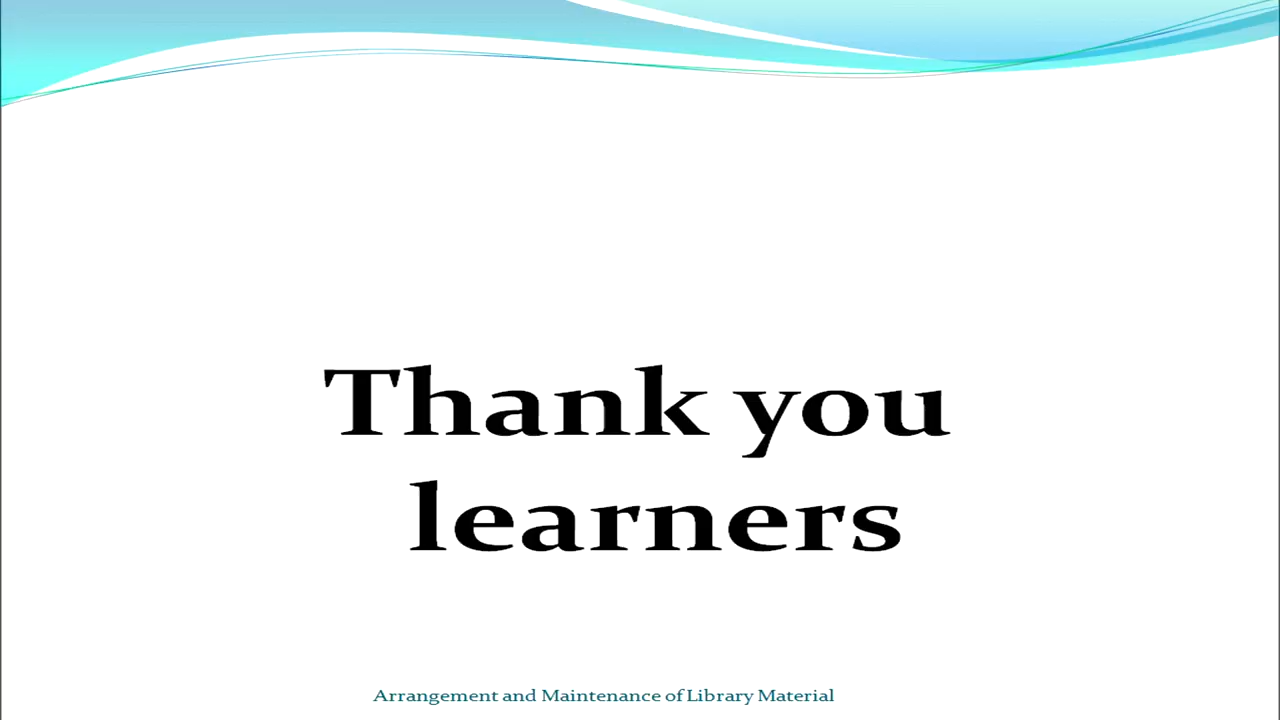 Thank you
learners
Arrangement and Maintenance of Library Material